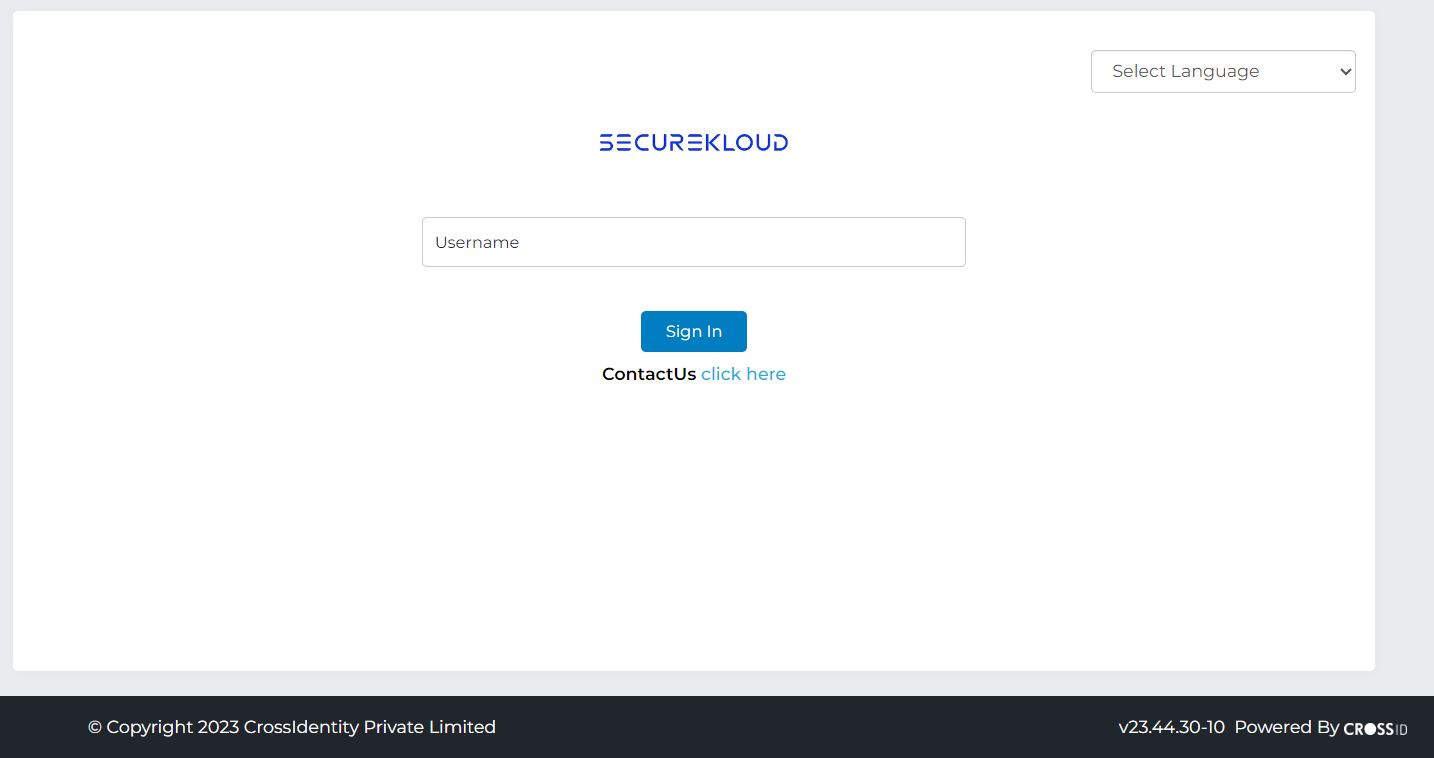 Select Language
SECUREKLOUD
Username
Sign In
ContactUs click here
© Copyright 2023 CrossIdentity Private Limited
v23.44.30-10 Powered By CROSSID